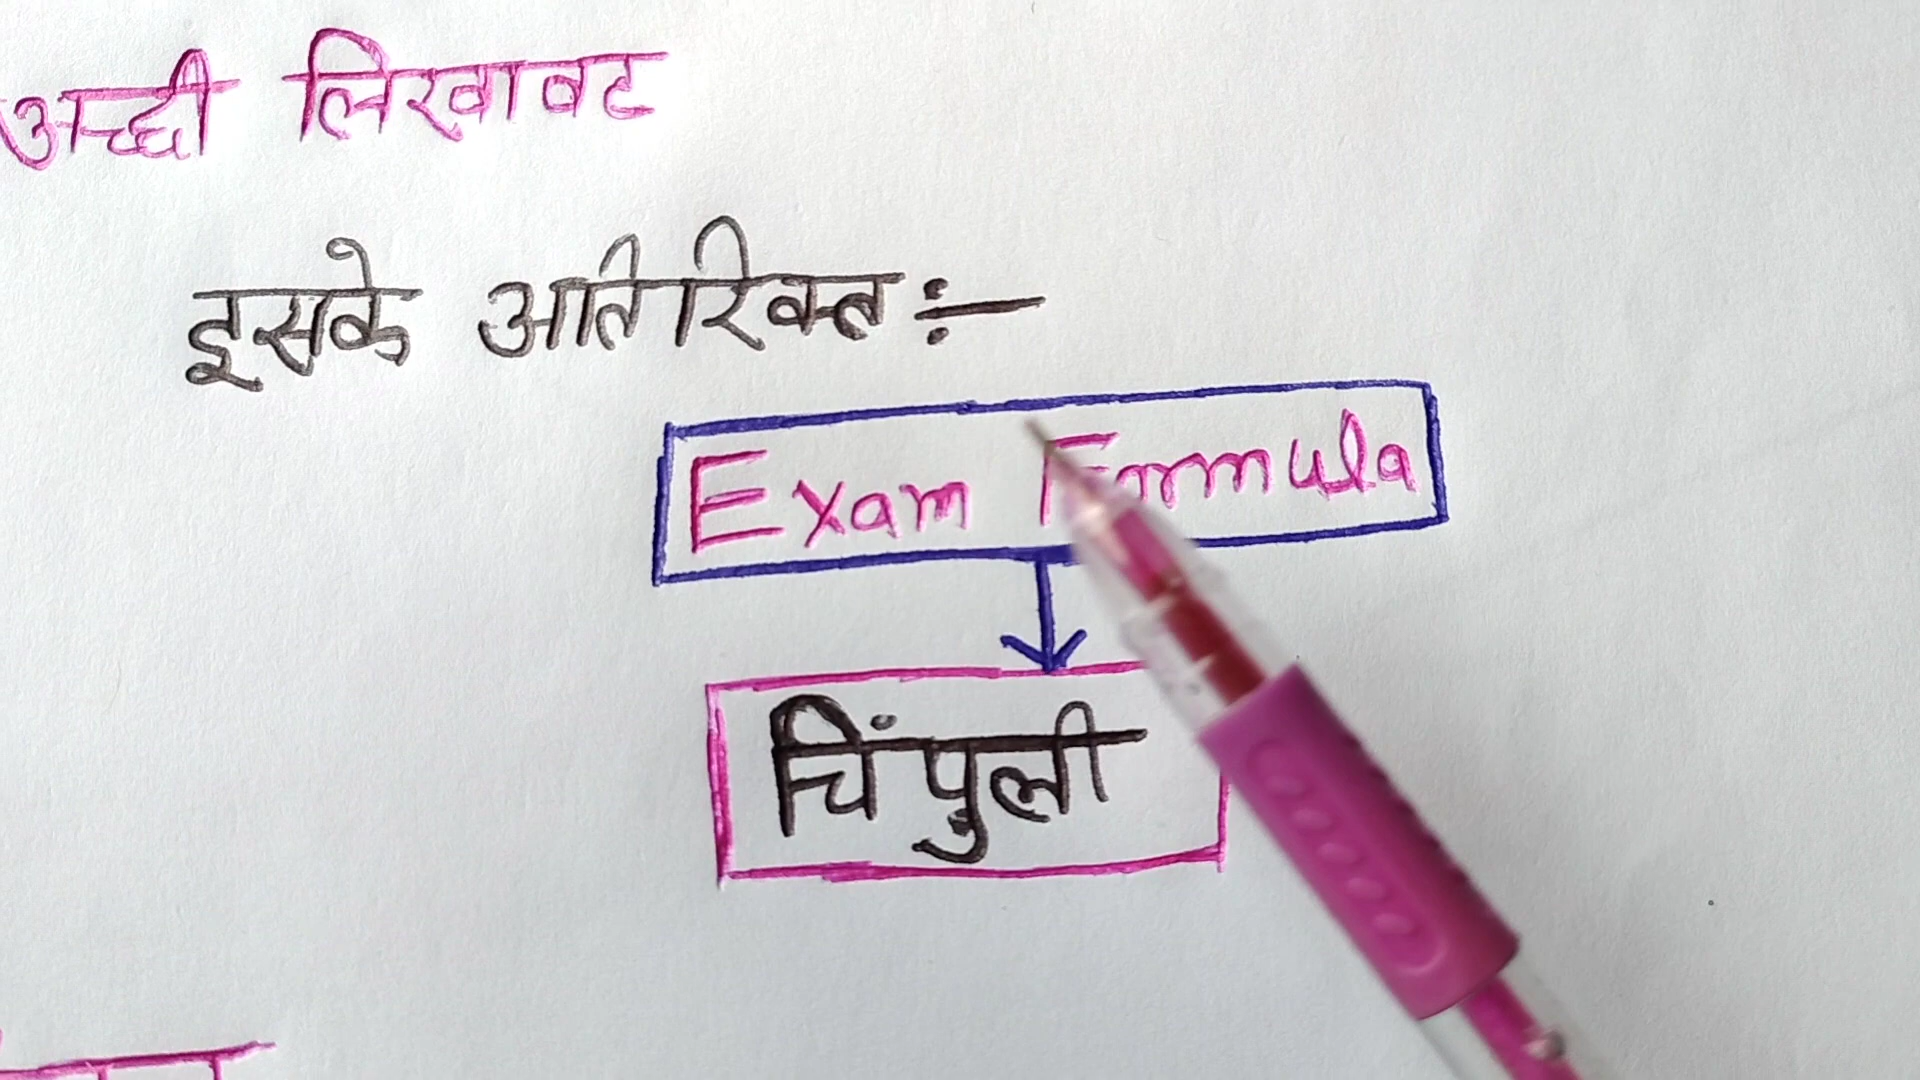 अच्छी लिखावट
इसके अतिरिक्त :-
Exam Formula
चिंपुली